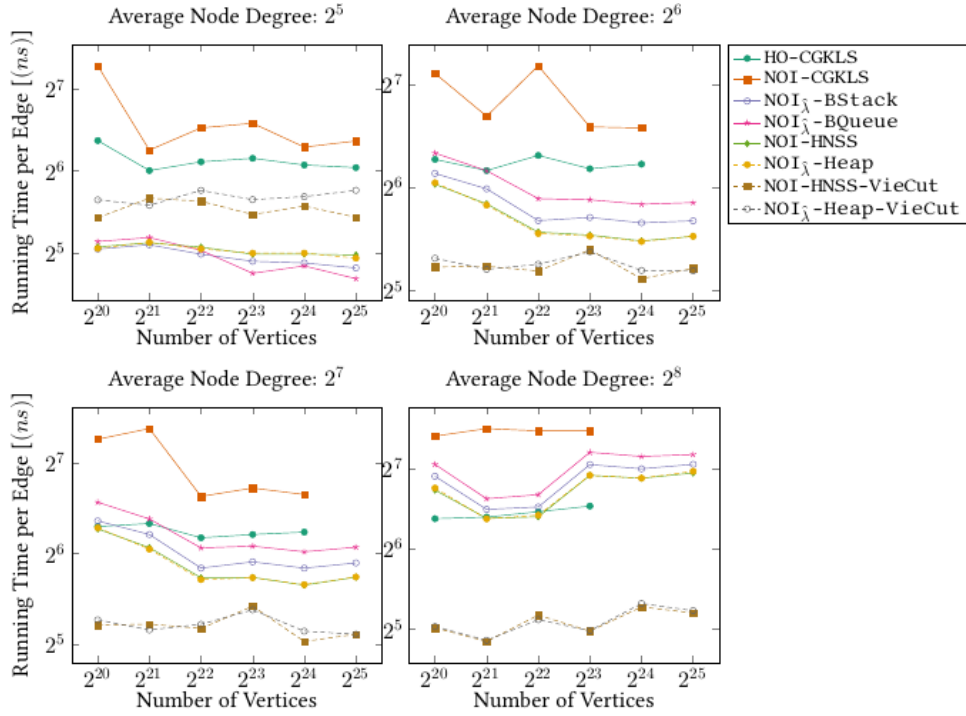 Average Node Degree: 2^5
Average Node Degree: 2^6
Running Time per Edge [(ns)]
2^7
2^6
2^5
2^20 2^21 2^22 2^23 2^24 2^25
Number of Vertices
2^7
2^6
2^5
2^20 2^21 2^22 2^23 2^24 2^25
Number of Vertices
HO-CGKLS
NOI-CGKLS
NOI_λ̂-BStack
NOI_λ̂-BQueue
NOI-HNSS
NOI_λ̂-Heap
NOI-HNSS-VieCut
NOI_λ̂-Heap-VieCut
Average Node Degree: 2^7
Average Node Degree: 2^8
Running Time per Edge [(ns)]
2^7
2^6
2^5
2^20 2^21 2^22 2^23 2^24 2^25
Number of Vertices
2^7
2^6
2^5
2^20 2^21 2^22 2^23 2^24 2^25
Number of Vertices